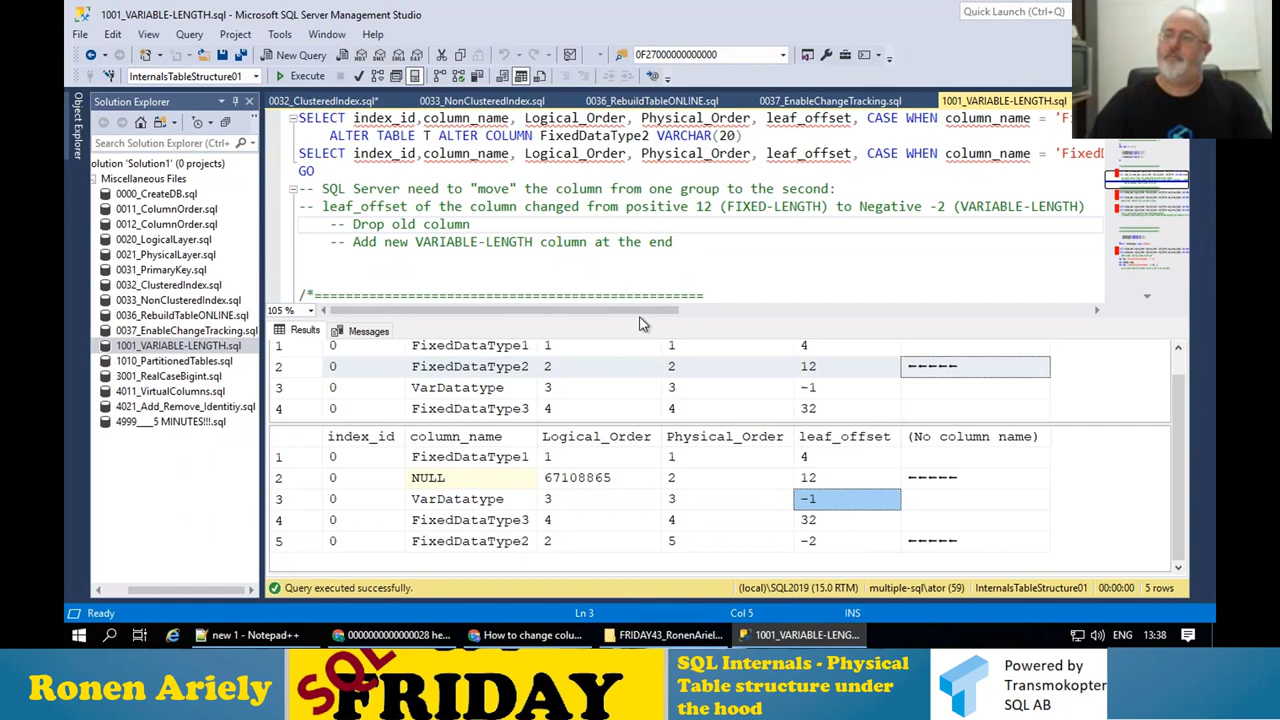 1001_VARIABLE-LENGTH.sql - Microsoft SQL Server Management Studio
Quick Launch (Ctrl+Q)
File Edit View Query Project Tools Window Help
New Query
0F27000000000000
InternalsTableStructure01
Execute
Object Explorer
Solution Explorer
0032_ClusteredIndex.sql*
0033_NonClusteredIndex.sql
0036_RebuildTableONLINE.sql
0037_EnableChangeTracking.sql
1001_VARIABLE-LENGTH.sql
Search Solution Explorer (Ctrl+
olution 'Solution1' (0 projects)
Miscellaneous Files
0000_CreateDB.sql
0011_ColumnOrder.sql
0012_ColumnOrder.sql
0020_LogicalLayer.sql
0021_PhysicalLayer.sql
0031_PrimaryKey.sql
0032_ClusteredIndex.sql
0033_NonClusteredIndex.sql
0036_RebuildTableONLINE.sql
0037_EnableChangeTracking.sql
1001_VARIABLE-LENGTH.sql
1010_PartitionedTables.sql
3001_RealCaseBigint.sql
4011_VirtualColumns.sql
4021_Add_Remove_Identitiy.sql
4999___5 MINUTES!!!.sql
SELECT index_id,column_name, Logical_Order, Physical_Order, leaf_offset, CASE WHEN column_name = 'Fix
ALTER TABLE T ALTER COLUMN FixedDataType2 VARCHAR(20)
SELECT index_id,column_name, Logical_Order, Physical_Order, leaf_offset, CASE WHEN column_name = 'FixedD
GO
-- SQL Server need to "move" the column from one group to the second:
-- leaf_offset of the column changed from positive 12 (FIXED-LENGTH) to Negative -2 (VARIABLE-LENGTH)
-- Drop old column
-- Add new VARIABLE-LENGTH column at the end
/*==================================================
105 %
Results Messages
1 0 FixedDataType1 1 1 4
2 0 FixedDataType2 2 2 12 ←←←←←
3 0 VarDatatype 3 3 -1
4 0 FixedDataType3 4 4 32
index_id column_name Logical_Order Physical_Order leaf_offset (No column name)
1 0 FixedDataType1 1 1 4
2 0 NULL 67108865 2 12 ←←←←←
3 0 VarDatatype 3 3 -1
4 0 FixedDataType3 4 4 32
5 0 FixedDataType2 2 5 -2 ←←←←←
Query executed successfully.
(local)\SQL2019 (15.0 RTM) multiple-sql\ator (59) InternalsTableStructure01 00:00:00 5 rows
Ready Ln 3 Col 5 INS
new 1 - Notepad++
0000000000000028 he...
How to change colu...
FRIDAY43_RonenAriel...
1001_VARIABLE-LENG...
ENG 13:38
Ronen Ariely
SQL
FRIDAY
SQL Internals - Physical
Table structure under
the hood
Powered by
Transmokopter
SQL AB